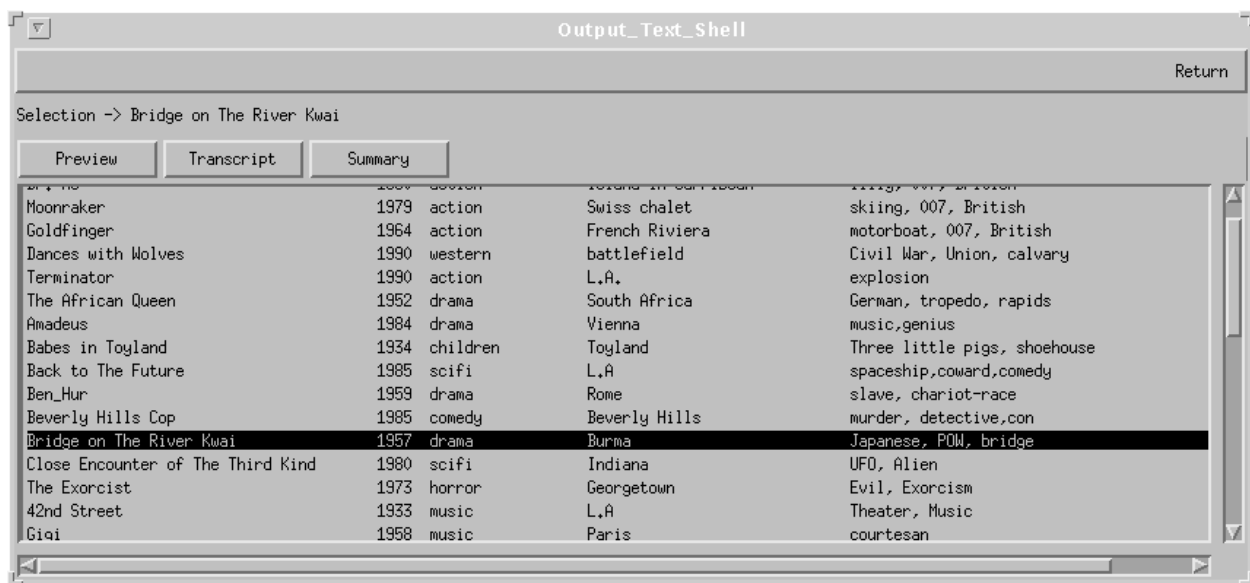 Output_Text_Shell
Return
Selection -> Bridge on The River Kwai
Preview Transcript Summary
Moonraker 1979 action Swiss chalet skiing, 007, British
Goldfinger 1964 action French Riviera motorboat, 007, British
Dances with Wolves 1990 western battlefield Civil War, Union, calvary
Terminator 1990 action L.A. explosion
The African Queen 1952 drama South Africa German, tropedo, rapids
Amadeus 1984 drama Vienna music,genius
Babes in Toyland 1934 children Toyland Three little pigs, shoehouse
Back to The Future 1985 scifi L.A spaceship,coward,comedy
Ben_Hur 1959 drama Rome slave, chariot-race
Beverly Hills Cop 1985 comedy Beverly Hills murder, detective,con
Bridge on The River Kwai 1957 drama Burma Japanese, POW, bridge
Close Encounter of The Third Kind 1980 scifi Indiana UFO, Alien
The Exorcist 1973 horror Georgetown Evil, Exorcism
42nd Street 1933 music L.A Theater, Music
Gigi 1958 music Paris courtesan